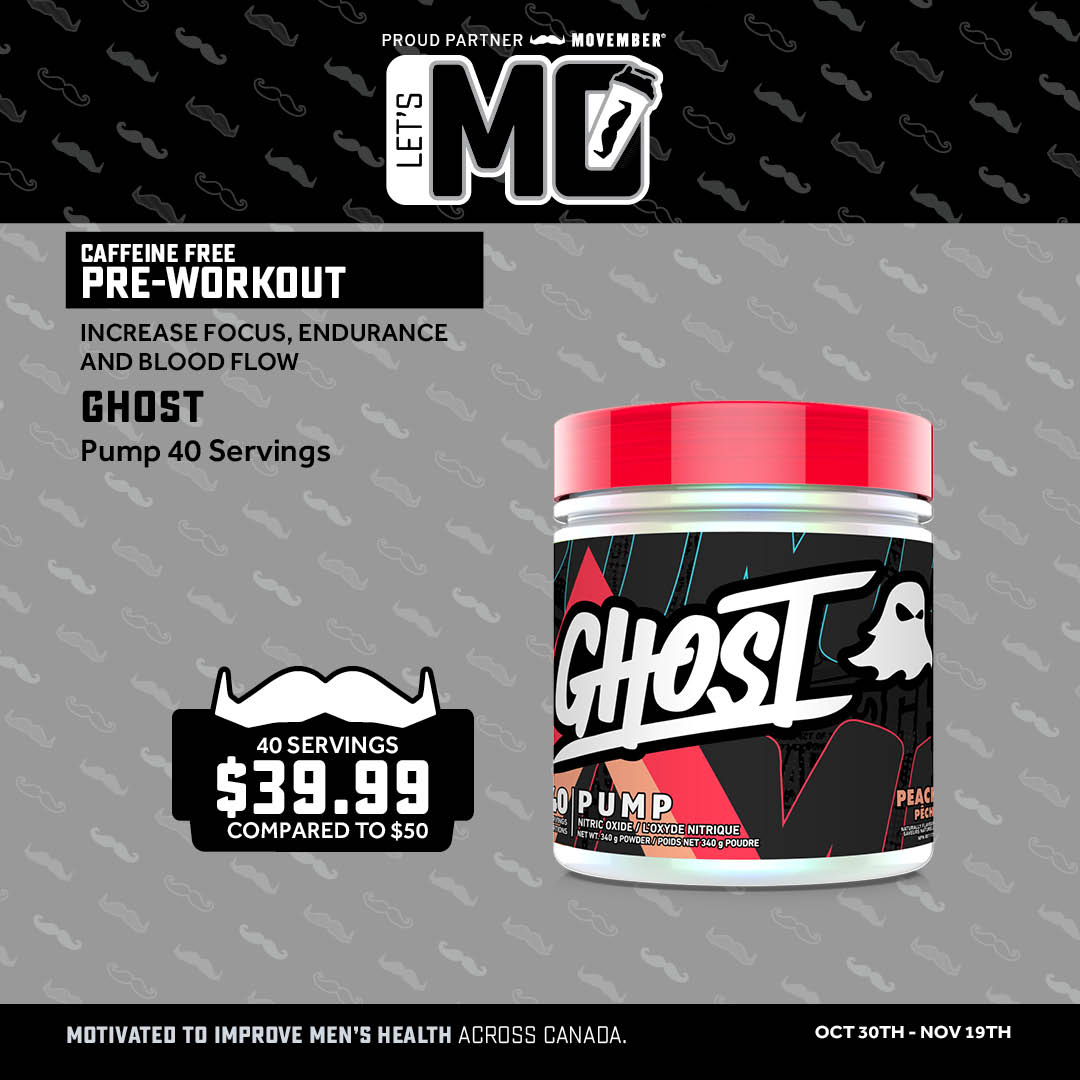 PROUD PARTNER MOVEMBER®
LET'S MO
CAFFEINE FREE
PRE-WORKOUT
INCREASE FOCUS, ENDURANCE
AND BLOOD FLOW
GHOST
Pump 40 Servings
40 SERVINGS
$39.99
COMPARED TO $50
GHOST
PUMP
NITRIC OXIDE / L'OXYDE NITRIQUE
NET WT. 340 g POWDER / POIDS NET 340 g POUDRE
MOTIVATED TO IMPROVE MEN'S HEALTH ACROSS CANADA.
OCT 30TH - NOV 19TH